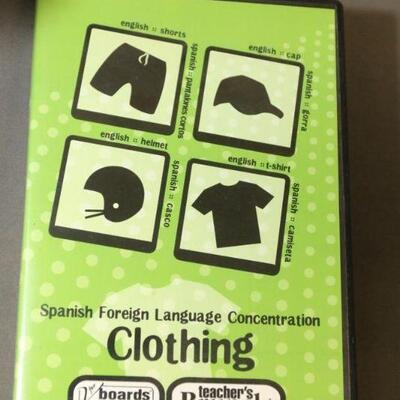 english :: shorts
spanish :: pantalones cortos
english :: cap
spanish :: gorra
english :: helmet
spanish :: casco
english :: t-shirt
spanish :: camiseta
Spanish Foreign Language Concentration
Clothing
boards
teacher's